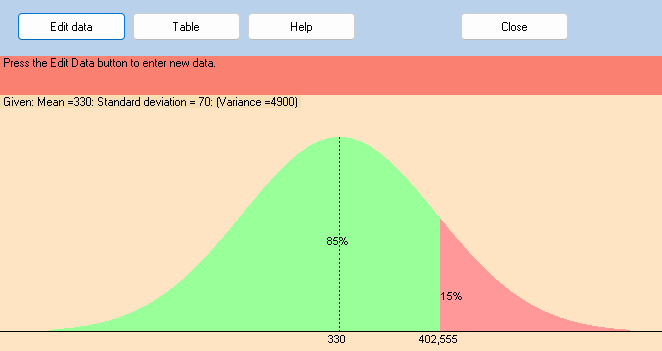 Edit data Table Help Close
Press the Edit Data button to enter new data.
Given: Mean =330: Standard deviation = 70: (Variance =4900)
85%
15%
330 402,555